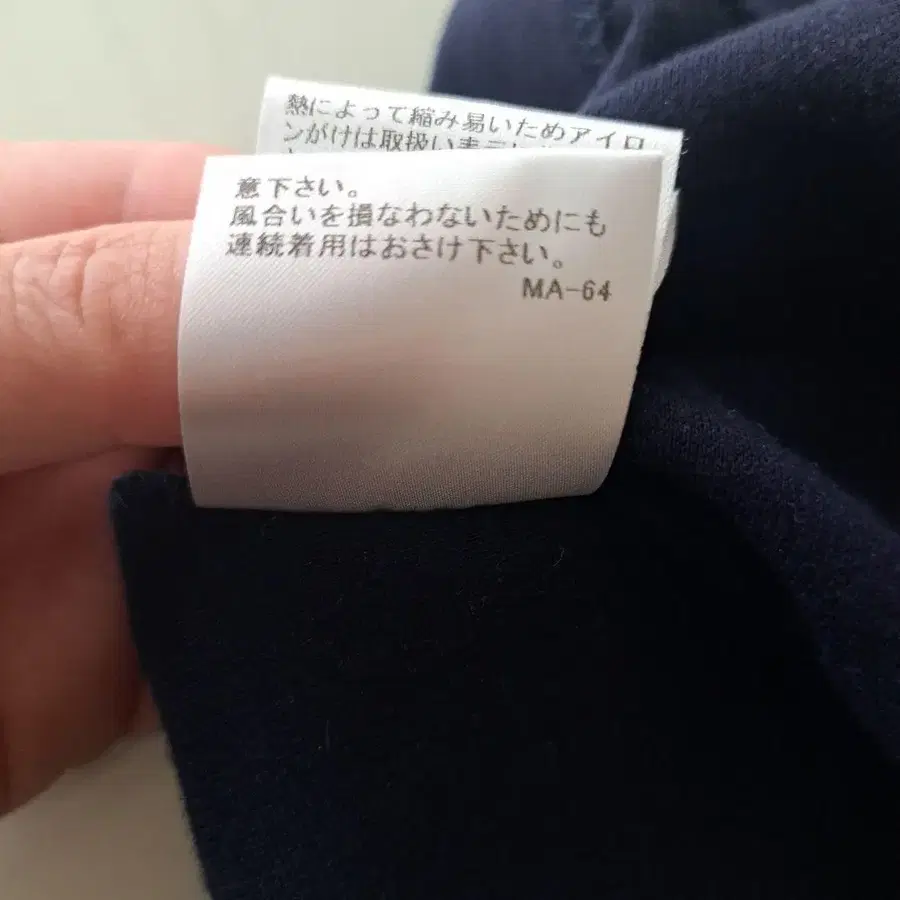 熱によって縮み易いためアイロ
ンがけは取扱い表示
意下さい。
風合いを損なわないためにも
連続着用はおさけ下さい。
MA-64